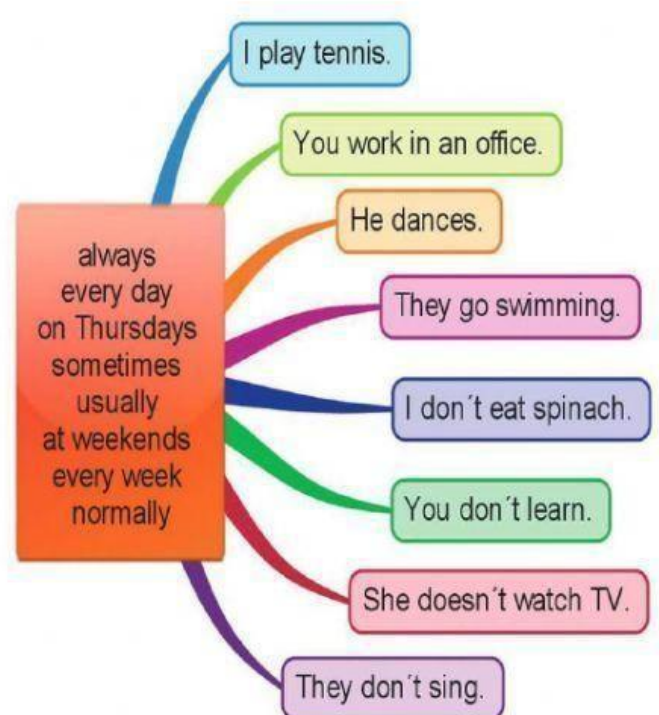 I play tennis.
You work in an office.
He dances.
They go swimming.
I don´t eat spinach.
You don´t learn.
She doesn´t watch TV.
They don´t sing.
always
every day
on Thursdays
sometimes
usually
at weekends
every week
normally